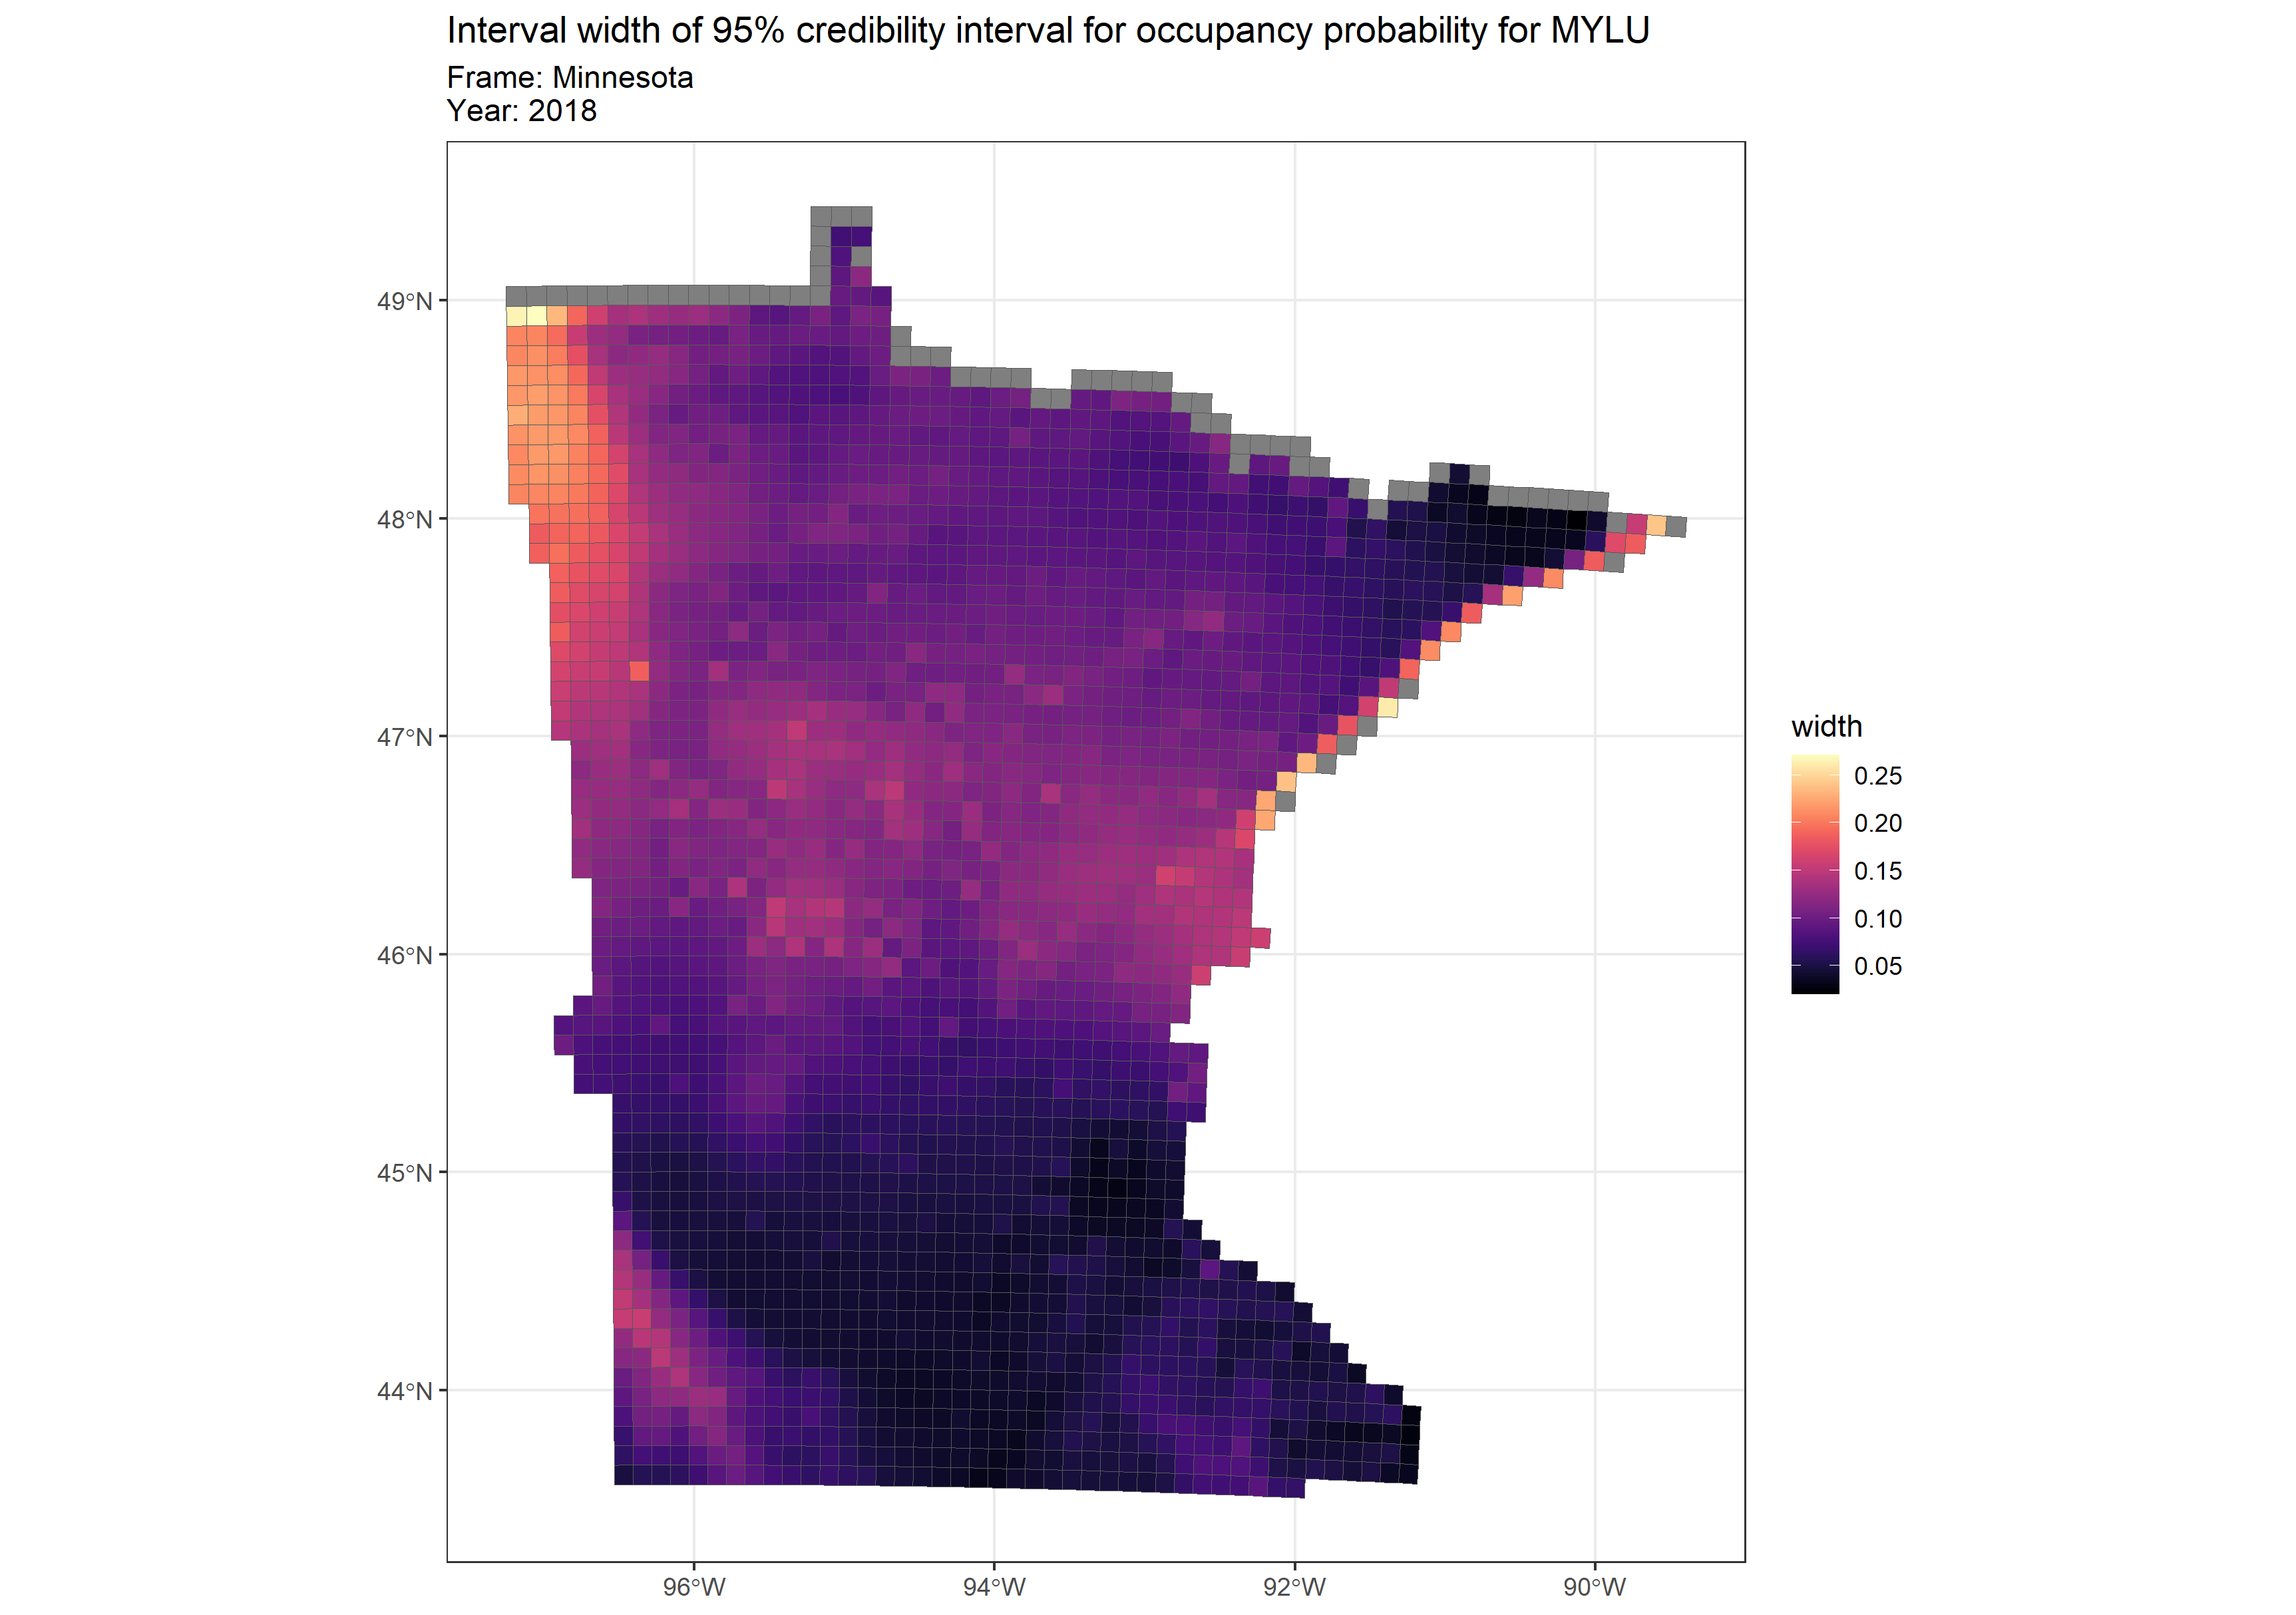 Interval width of 95% credibility interval for occupancy probability for MYLU
Frame: Minnesota
Year: 2018
49°N
48°N
47°N
46°N
45°N
44°N
96°W
94°W
92°W
90°W
width
0.25
0.20
0.15
0.10
0.05